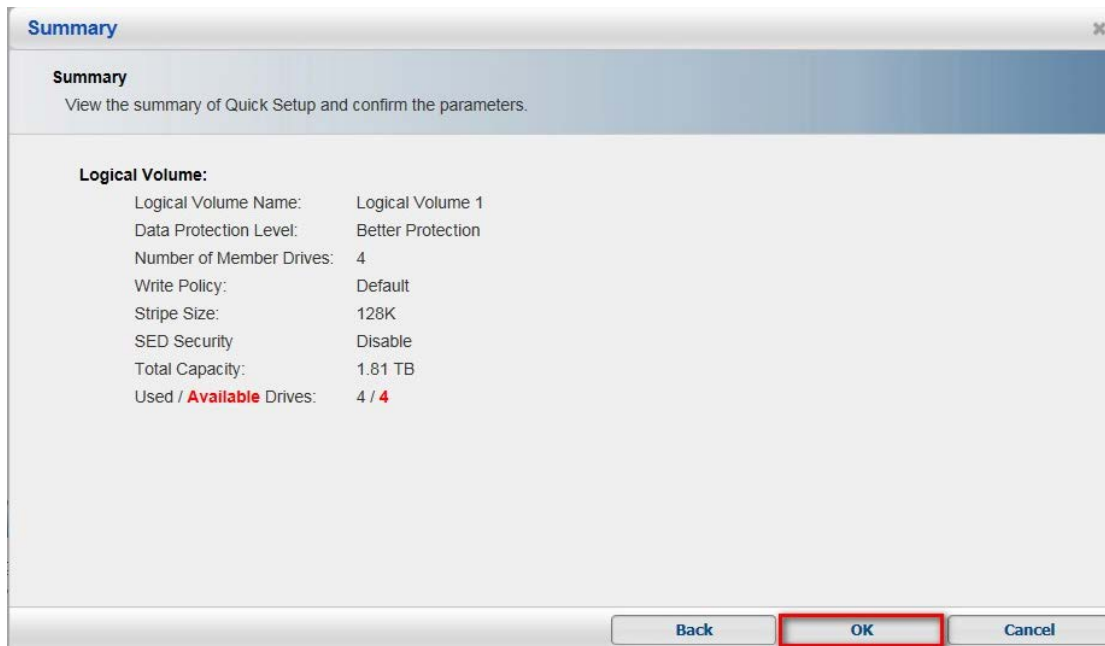 Summary
Summary
View the summary of Quick Setup and confirm the parameters.
Logical Volume:
Logical Volume Name: Logical Volume 1
Data Protection Level: Better Protection
Number of Member Drives: 4
Write Policy: Default
Stripe Size: 128K
SED Security Disable
Total Capacity: 1.81 TB
Used / Available Drives: 4 / 4
Back OK Cancel